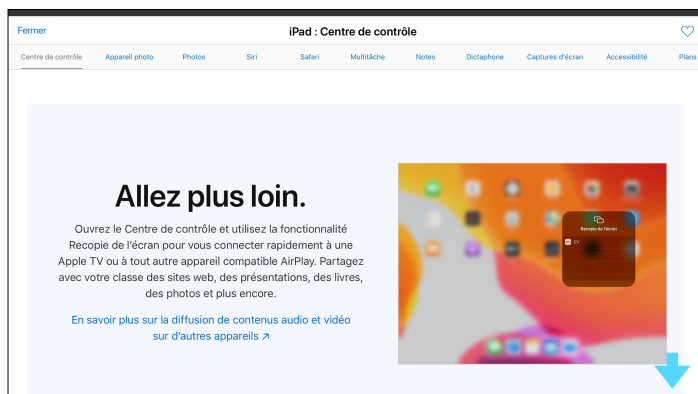 Fermer
iPad : Centre de contrôle
Centre de contrôle
Appareil photo
Photos
Siri
Safari
Multitâche
Notes
Dictaphone
Captures d'écran
Accessibilité
Plans
Allez plus loin.
Ouvrez le Centre de contrôle et utilisez la fonctionnalité
Recopie de l'écran pour vous connecter rapidement à une
Apple TV ou à tout autre appareil compatible AirPlay. Partagez
avec votre classe des sites web, des présentations, des livres,
des photos et plus encore.
En savoir plus sur la diffusion de contenus audio et vidéo
sur d'autres appareils ↗
Recopie de l'écran